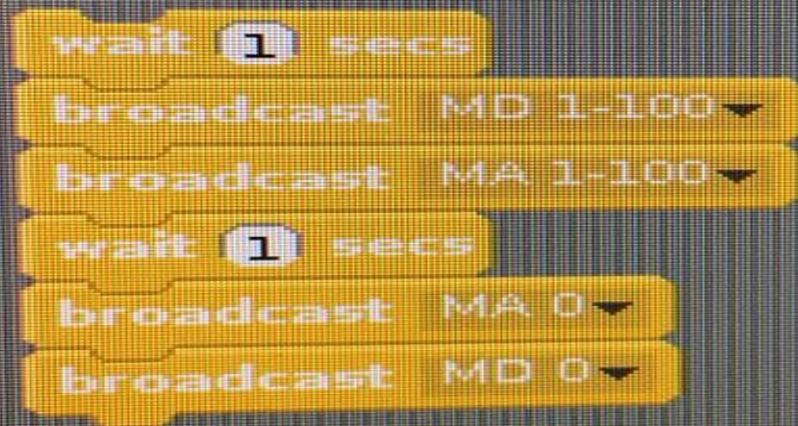 wait 1 secs
broadcast MD 1-100
broadcast MA 1-100
wait 1 secs
broadcast MA 0
broadcast MD 0